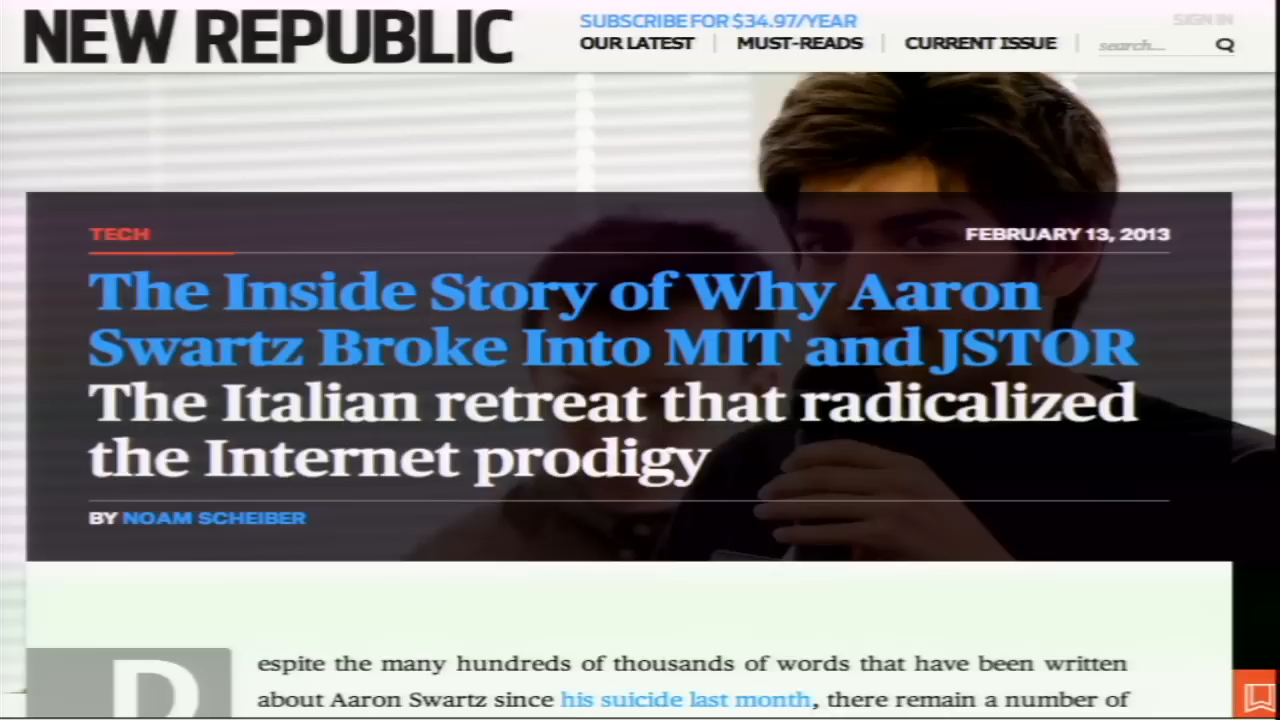 NEW REPUBLIC
SUBSCRIBE FOR $34.97/YEAR
SIGN IN
OUR LATEST
MUST-READS
CURRENT ISSUE
search...
TECH
FEBRUARY 13, 2013
The Inside Story of Why Aaron
Swartz Broke Into MIT and JSTOR
The Italian retreat that radicalized
the Internet prodigy
BY NOAM SCHEIBER
D
espite the many hundreds of thousands of words that have been written
about Aaron Swartz since his suicide last month, there remain a number of